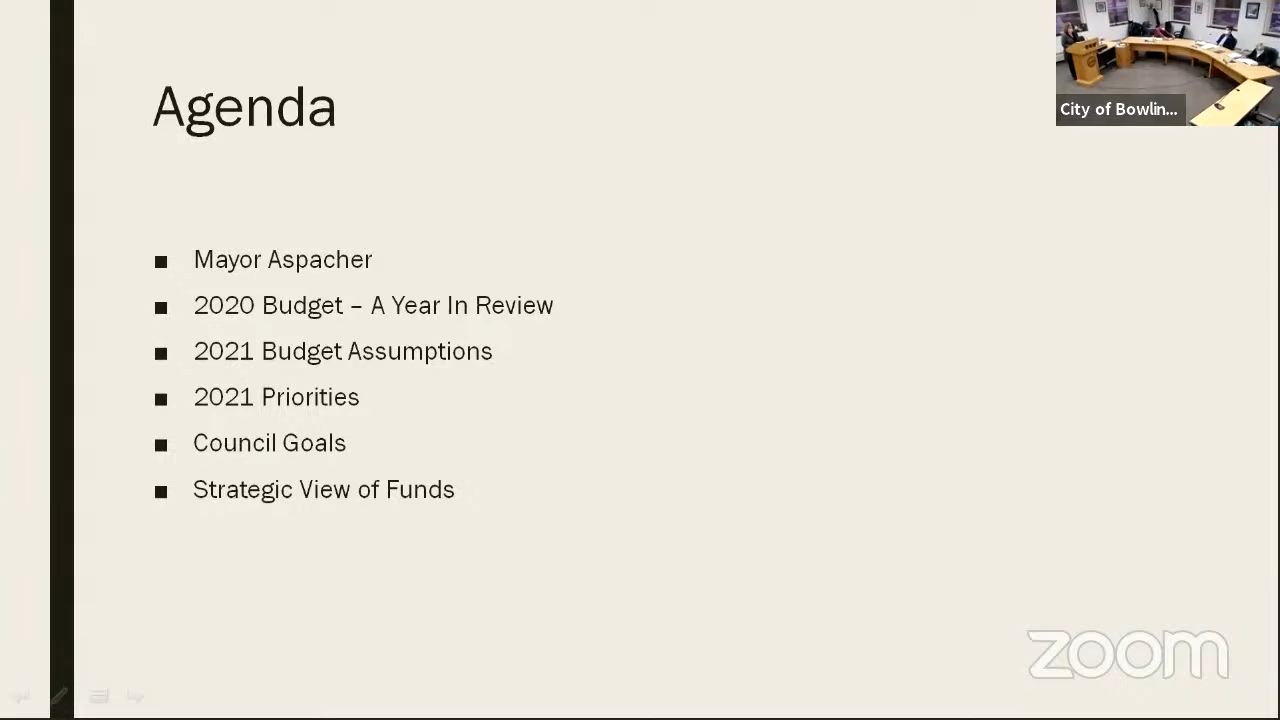 Agenda
City of Bowlin...
■ Mayor Aspacher
■ 2020 Budget – A Year In Review
■ 2021 Budget Assumptions
■ 2021 Priorities
■ Council Goals
■ Strategic View of Funds
zoom